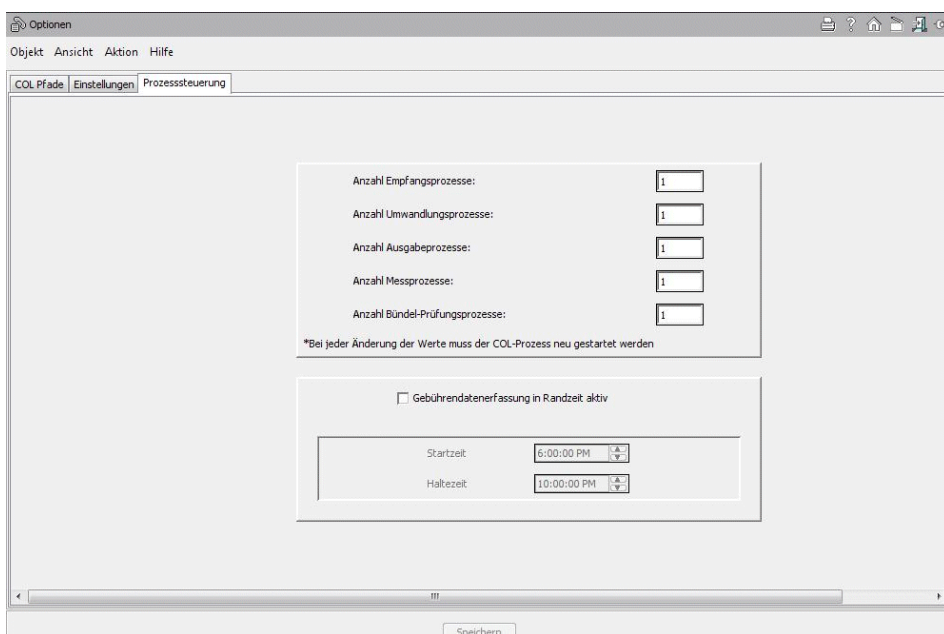 Optionen
Objekt Ansicht Aktion Hilfe
COL Pfade Einstellungen Prozesssteuerung
Anzahl Empfangsprozesse: 1
Anzahl Umwandlungsprozesse: 1
Anzahl Ausgabeprozesse: 1
Anzahl Messprozesse: 1
Anzahl Bündel-Prüfungsprozesse: 1
*Bei jeder Änderung der Werte muss der COL-Prozess neu gestartet werden
Gebührendatenerfassung in Randzeit aktiv
Startzeit 6:00:00 PM
Haltezeit 10:00:00 PM
Speichern